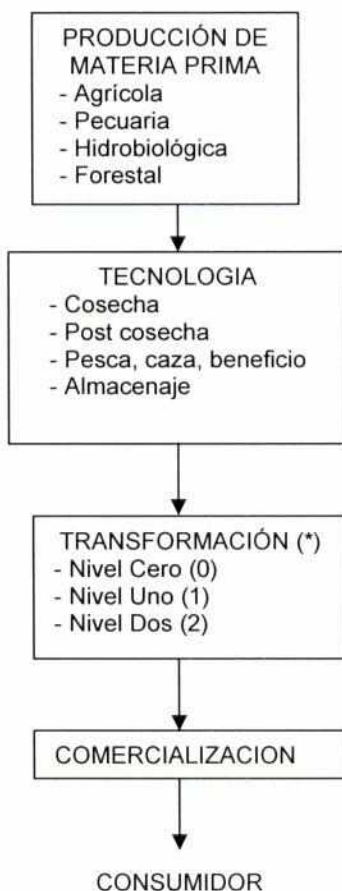 PRODUCCIÓN DE
MATERIA PRIMA
- Agrícola
- Pecuaria
- Hidrobiológica
- Forestal
TECNOLOGIA
- Cosecha
- Post cosecha
- Pesca, caza, beneficio
- Almacenaje
TRANSFORMACIÓN (*)
- Nivel Cero (0)
- Nivel Uno (1)
- Nivel Dos (2)
COMERCIALIZACION
CONSUMIDOR